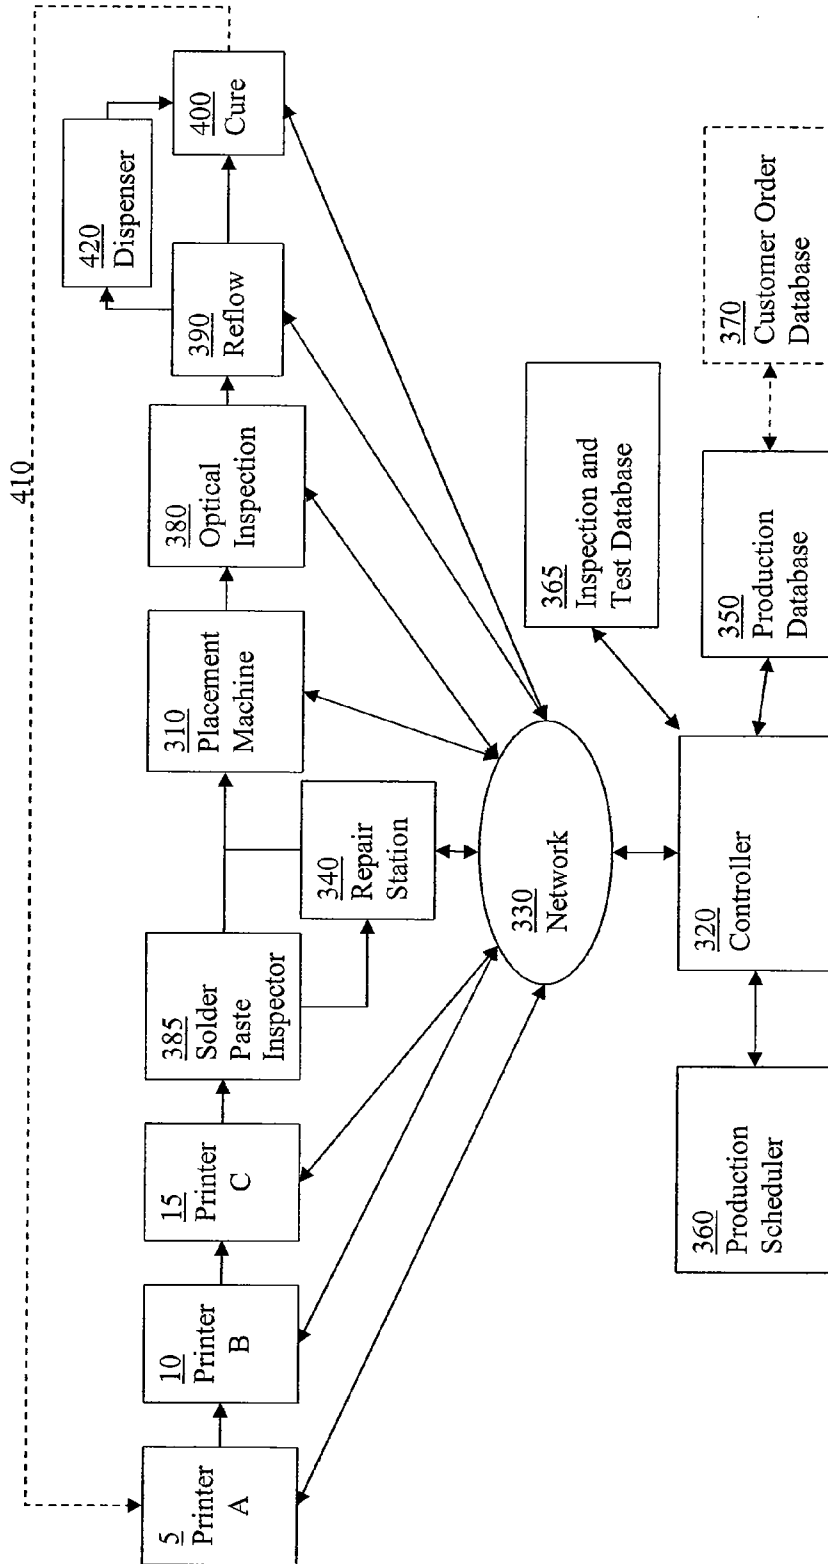 410
5
Printer
A
10
Printer
B
15
Printer
C
385
Solder
Paste
Inspector
340
Repair
Station
310
Placement
Machine
380
Optical
Inspection
390
Reflow
420
Dispenser
400
Cure
330
Network
365
Inspection and
Test Database
360
Production
Scheduler
320
Controller
350
Production
Database
370
Customer Order
Database